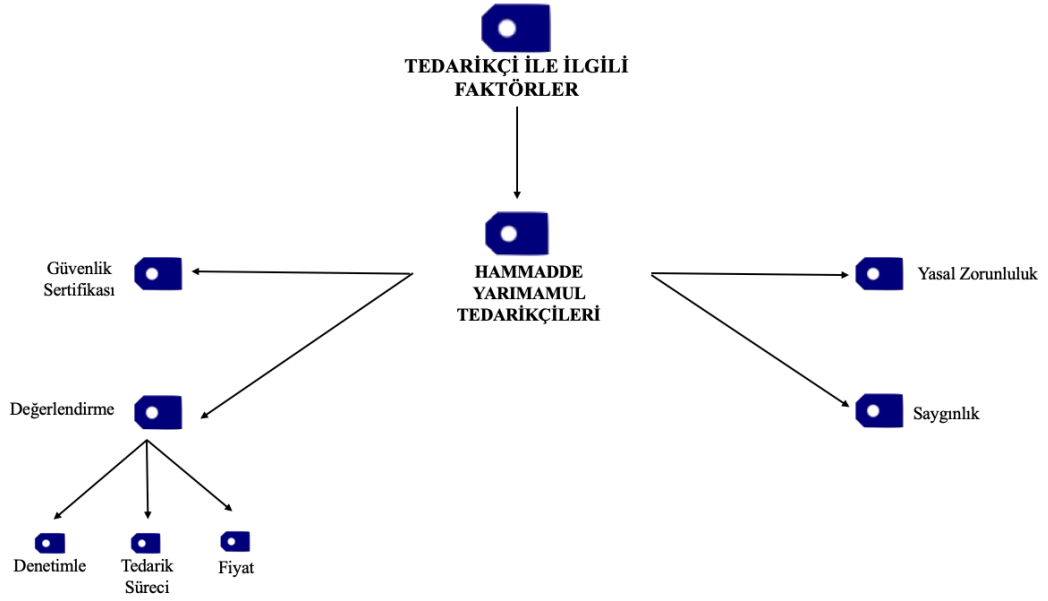 TEDARİKÇİ İLE İLGİLİ
FAKTÖRLER
HAMMADDE
YARIMAMUL
TEDARİKÇİLERİ
Güvenlik
Sertifikası
Yasal Zorunluluk
Değerlendirme
Saygınlık
Denetimle
Tedarik
Süreci
Fiyat